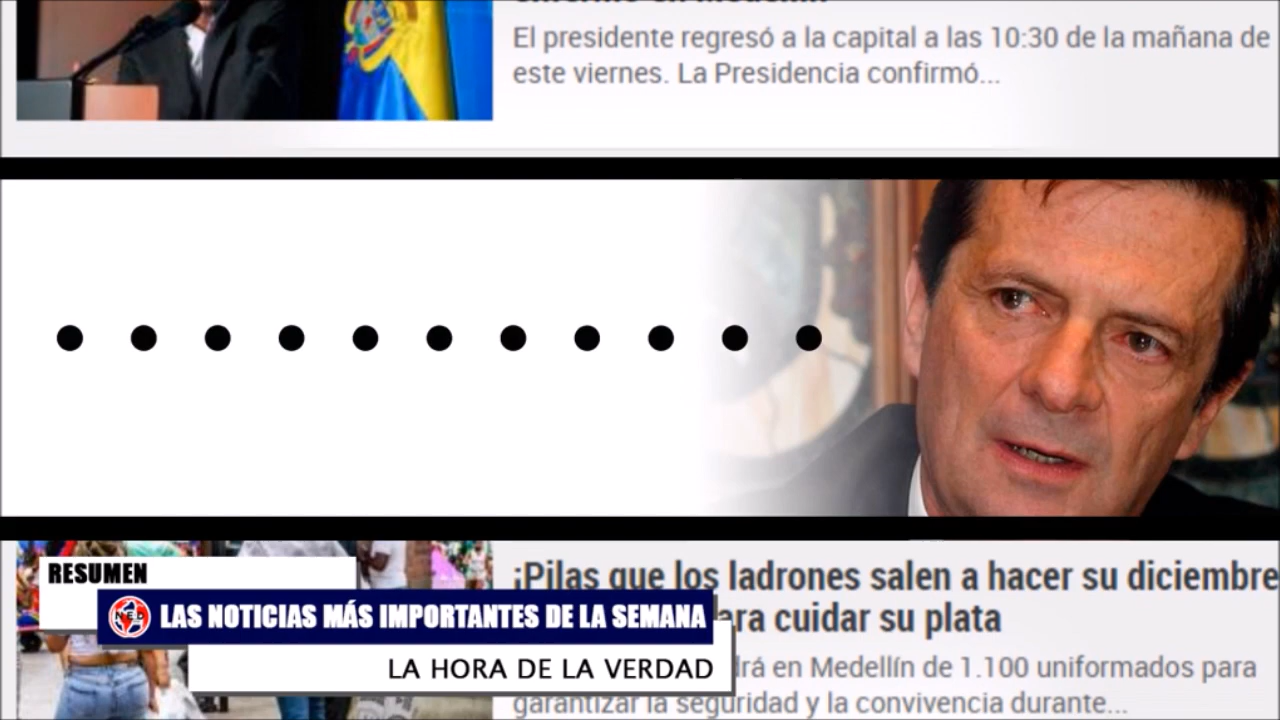 El presidente regresó a la capital a las 10:30 de la mañana de
este viernes. La Presidencia confirmó...
RESUMEN
¡Pilas que los ladrones salen a hacer su diciembre
LAS NOTICIAS MÁS IMPORTANTES DE LA SEMANA
para cuidar su plata
LA HORA DE LA VERDAD
en Medellín de 1.100 uniformados para
garantizar la seguridad y la convivencia durante...